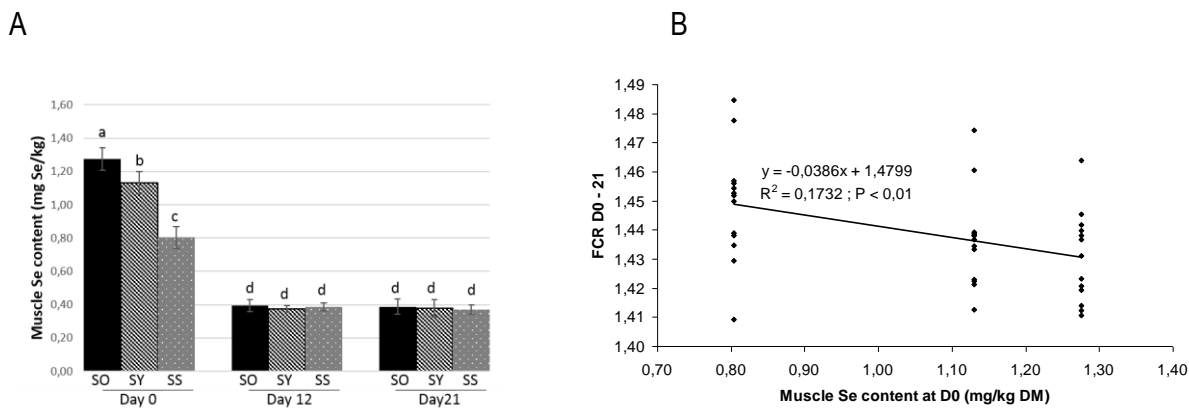 A
Muscle Se content (mg Se/kg)
1,60
1,40
1,20
1,00
0,80
0,60
0,40
0,20
0,00
a
b
c
d
d
d
d
d
d
SO SY SS SO SY SS SO SY SS
Day 0 Day 12 Day21
B
FCR D0 - 21
1,49
1,48
1,47
1,46
1,45
1,44
1,43
1,42
1,41
1,40
y = -0,0386x + 1,4799
R² = 0,1732 ; P < 0,01
0,70 0,80 0,90 1,00 1,10 1,20 1,30 1,40
Muscle Se content at D0 (mg/kg DM)